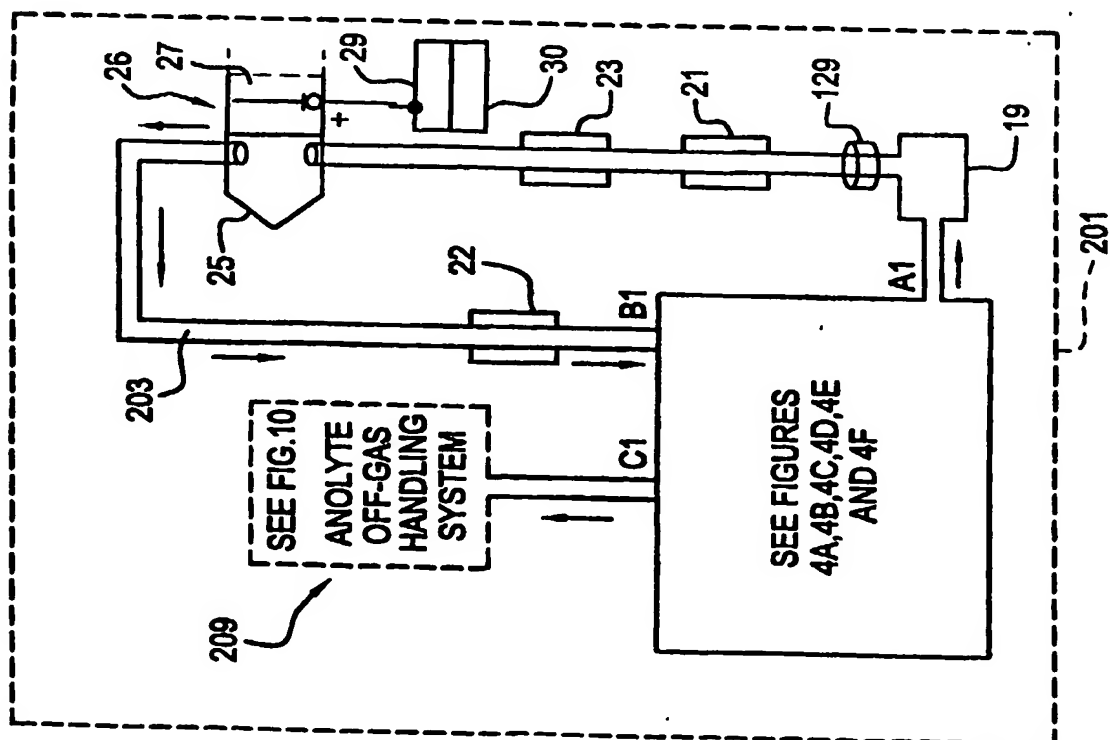 26
27
29
30
23
21
129
19
25
22
203
B1
A1
C1
SEE FIG.10
ANOLYTE
OFF-GAS
HANDLING
SYSTEM
209
SEE FIGURES
4A,4B,4C,4D,4E
AND 4F
201
+